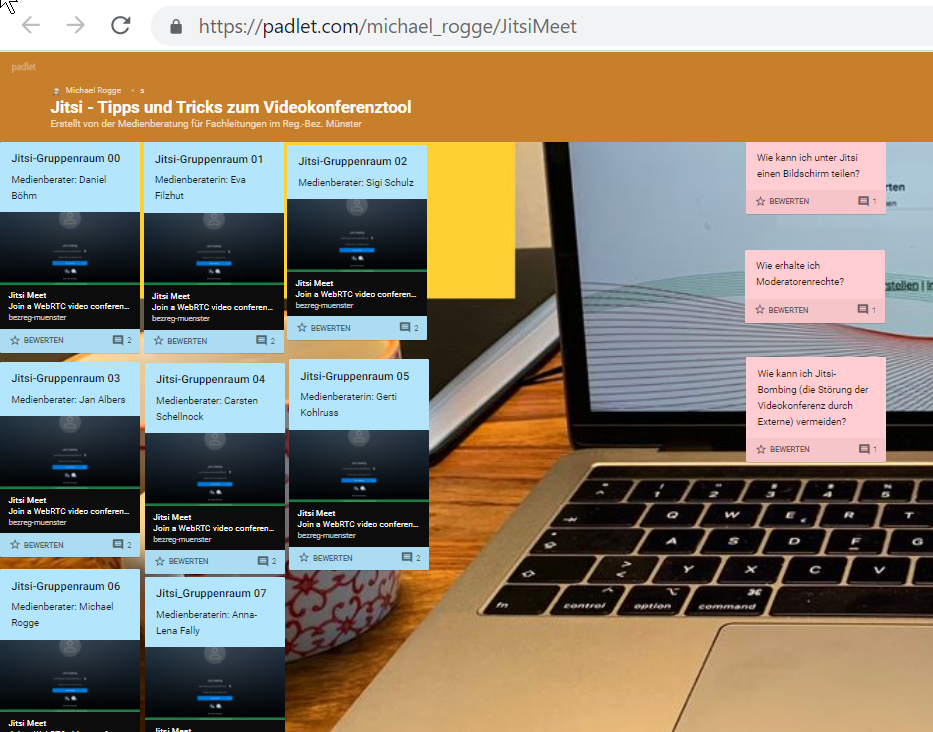 https://padlet.com/michael_rogge/JitsiMeet
padlet
Michael Rogge
Jitsi - Tipps und Tricks zum Videokonferenztool
Erstellt von der Medienberatung für Fachleitungen im Reg.-Bez. Münster
Jitsi-Gruppenraum 00
Medienberater: Daniel
Böhm
Jitsi Meet
Join a WebRTC video conferen...
bezreg-muenster
BEWERTEN
2
Jitsi-Gruppenraum 01
Medienberaterin: Eva
Filzhut
Jitsi Meet
Join a WebRTC video conferen...
bezreg-muenster
BEWERTEN
2
Jitsi-Gruppenraum 02
Medienberater: Sigi Schulz
Jitsi Meet
Join a WebRTC video conferen...
bezreg-muenster
BEWERTEN
2
Jitsi-Gruppenraum 03
Medienberater: Jan Albers
Jitsi Meet
Join a WebRTC video conferen...
bezreg-muenster
BEWERTEN
2
Jitsi-Gruppenraum 04
Medienberater: Carsten
Schellnock
Jitsi Meet
Join a WebRTC video conferen...
bezreg-muenster
BEWERTEN
2
Jitsi-Gruppenraum 05
Medienberaterin: Gerti
Kohlruss
Jitsi Meet
Join a WebRTC video conferen...
bezreg-muenster
BEWERTEN
2
Jitsi-Gruppenraum 06
Medienberater: Michael
Rogge
Jitsi Meet
Jitsi_Gruppenraum 07
Medienberaterin: Anna-
Lena Fally
Jitsi Meet
Wie kann ich unter Jitsi
einen Bildschirm teilen?
BEWERTEN
1
Wie erhalte ich
Moderatorenrechte?
BEWERTEN
1
Wie kann ich Jitsi-
Bombing (die Störung der
Videokonferenz durch
Externe) vermeiden?
BEWERTEN
1
Q W E R T
A S D F G
Y X C V
fn control option command